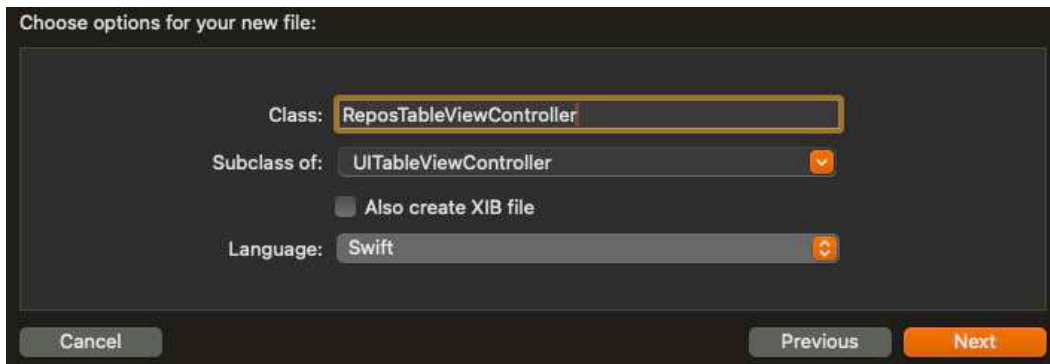 Choose options for your new file:
Class: ReposTableViewController
Subclass of: UITableViewController
Also create XIB file
Language: Swift
Cancel Previous Next